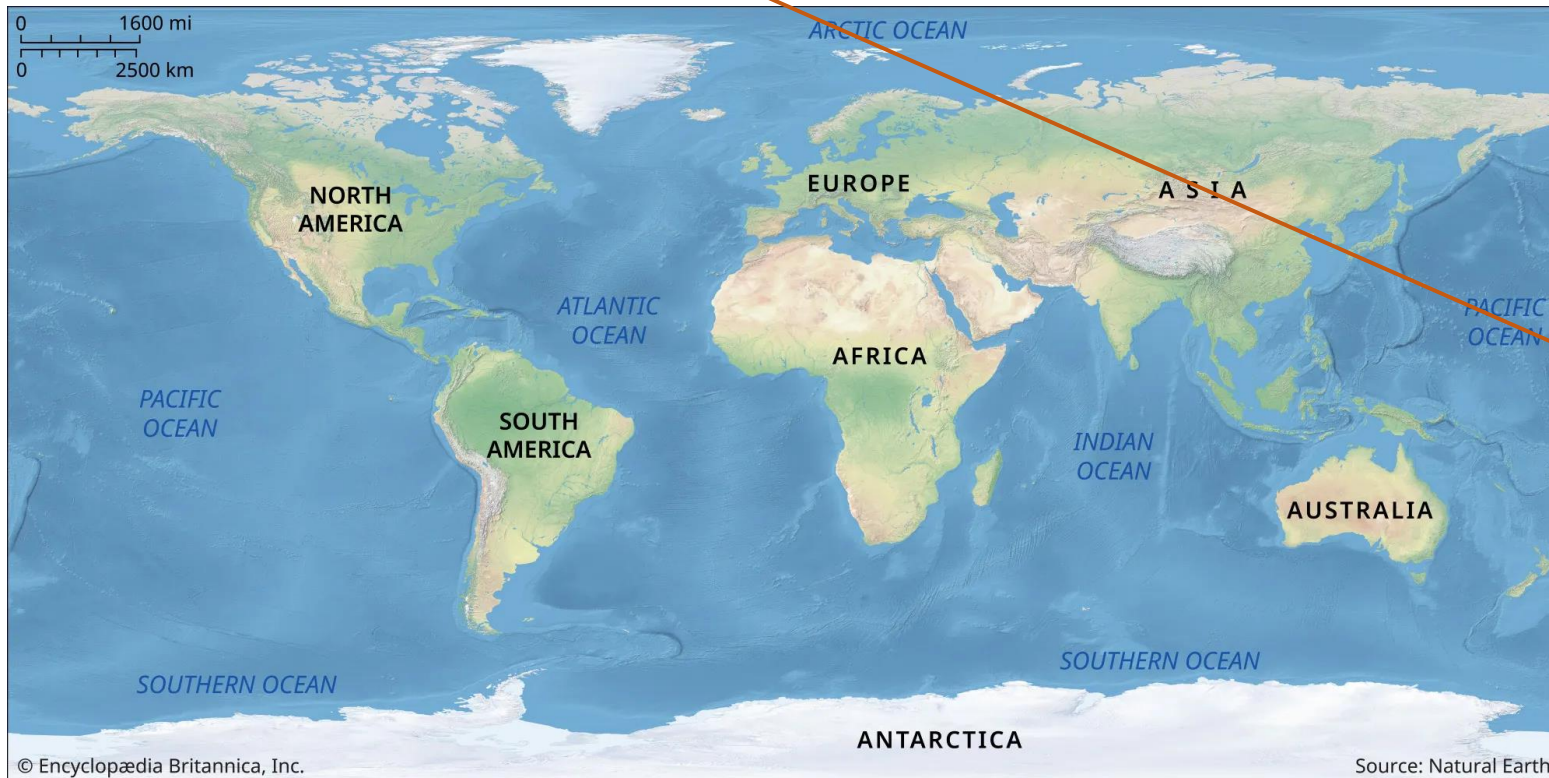 0 1600 mi
0 2500 km
ARCTIC OCEAN
NORTH
AMERICA
EUROPE
ASIA
ATLANTIC
OCEAN
PACIFIC
OCEAN
AFRICA
PACIFIC
OCEAN
SOUTH
AMERICA
INDIAN
OCEAN
AUSTRALIA
SOUTHERN OCEAN
SOUTHERN OCEAN
ANTARCTICA
© Encyclopædia Britannica, Inc.
Source: Natural Earth